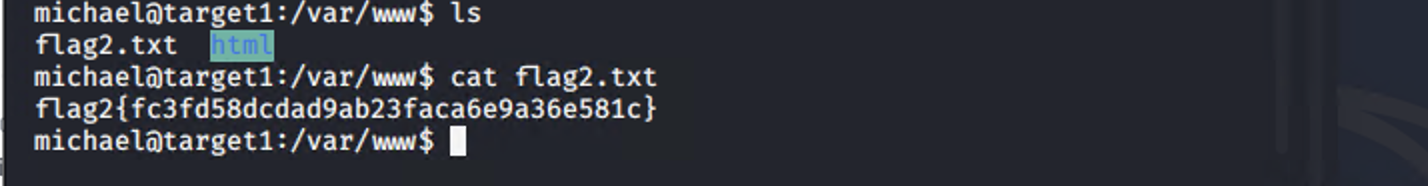 michael@target1:/var/www$ ls
flag2.txt  html
michael@target1:/var/www$ cat flag2.txt
flag2{fc3fd58dcdad9ab23faca6e9a36e581c}
michael@target1:/var/www$